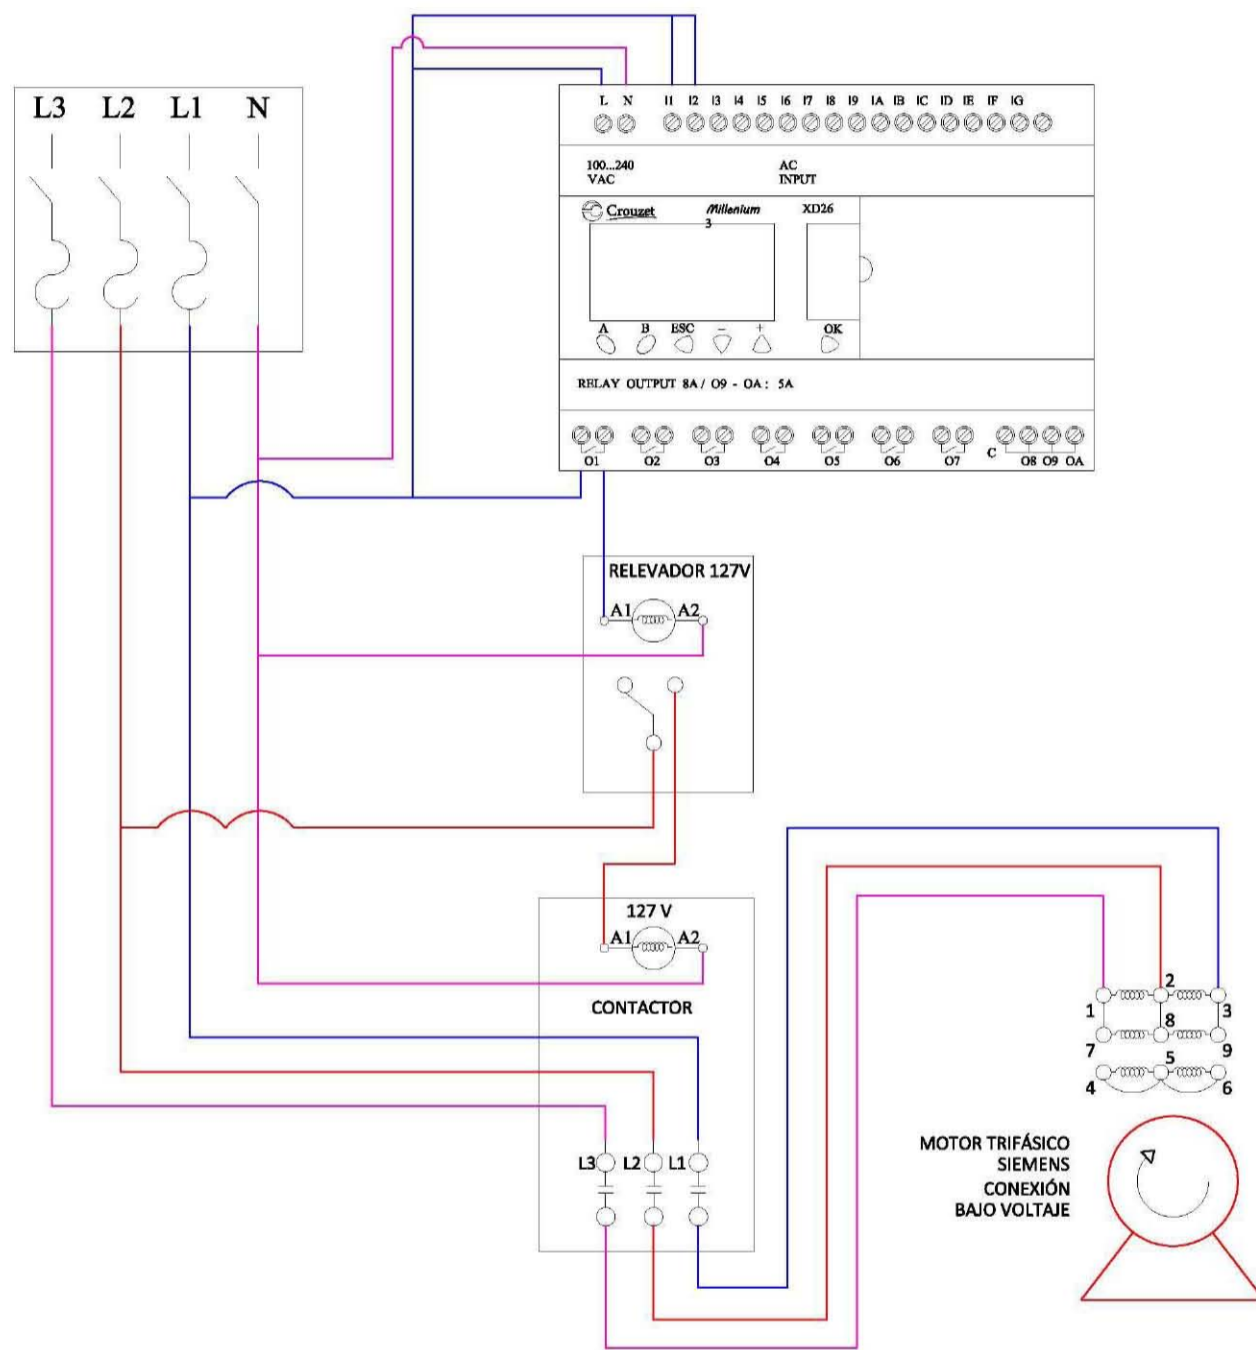 L3 L2 L1 N
L N I1 I2 I3 I4 I5 I6 I7 I8 I9 IA IB IC ID IE IF IG
100...240
VAC
AC
INPUT
Crouzet
Millenium
3
XD26
A B ESC – + OK
RELAY OUTPUT 8A / O9 - OA : 5A
O1 O2 O3 O4 O5 O6 O7 C O8 O9 OA
RELEVADOR 127V
A1 A2
127 V
A1 A2
CONTACTOR
L3 L2 L1
2
1 3
8
7 9
5
4 6
MOTOR TRIFÁSICO
SIEMENS
CONEXIÓN
BAJO VOLTAJE